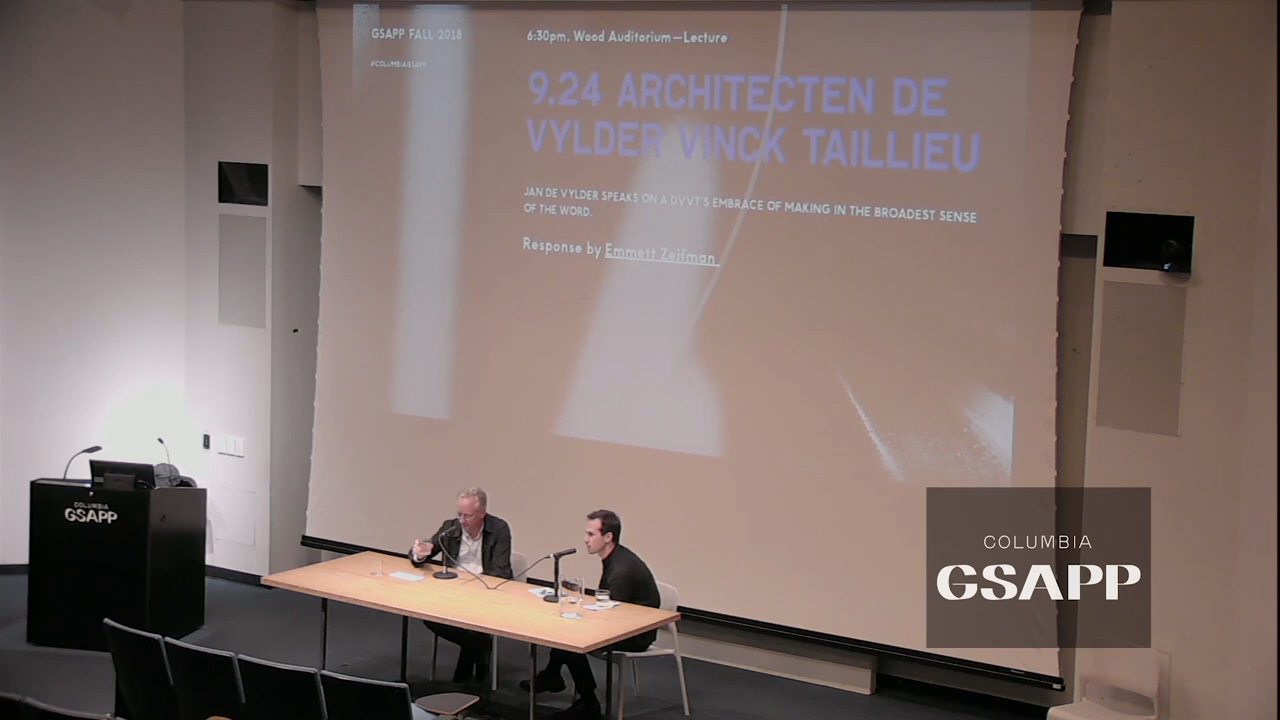 GSAPP FALL 2018
#COLUMBIAGSAPP
6:30pm, Wood Auditorium—Lecture
9.24 ARCHITECTEN DE
VYLDER VINCK TAILLIEU
JAN DE VYLDER SPEAKS ON A DVVT'S EMBRACE OF MAKING IN THE BROADEST SENSE
OF THE WORD.
Response by Emmett Zeifman
COLUMBIA
GSAPP
COLUMBIA
GSAPP